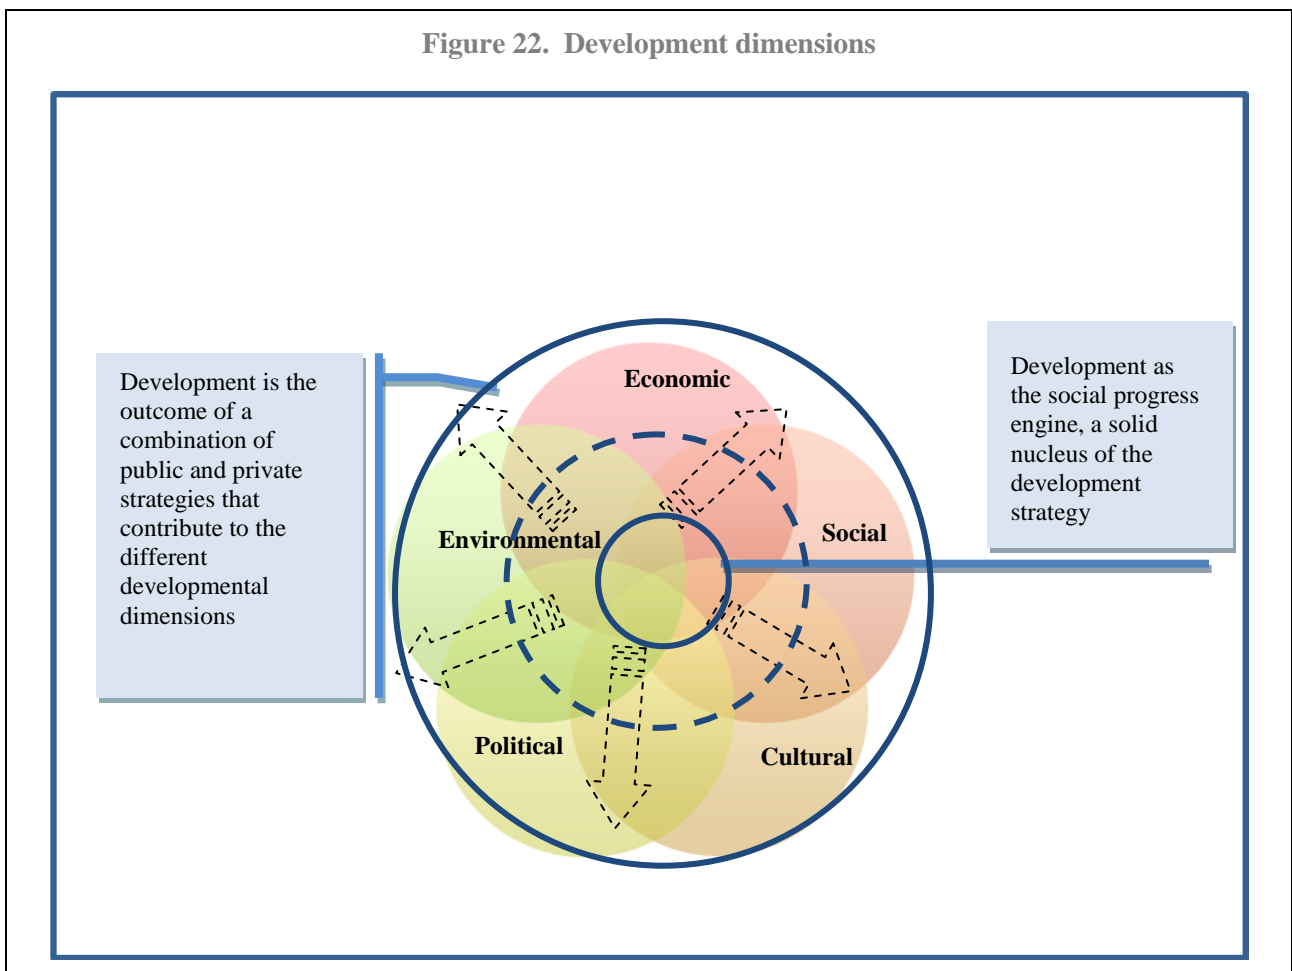 Figure 22.  Development dimensions
Development is the
outcome of a
combination of
public and private
strategies that
contribute to the
different
developmental
dimensions
Economic
Environmental
Social
Political
Cultural
Development as
the social progress
engine, a solid
nucleus of the
development
strategy